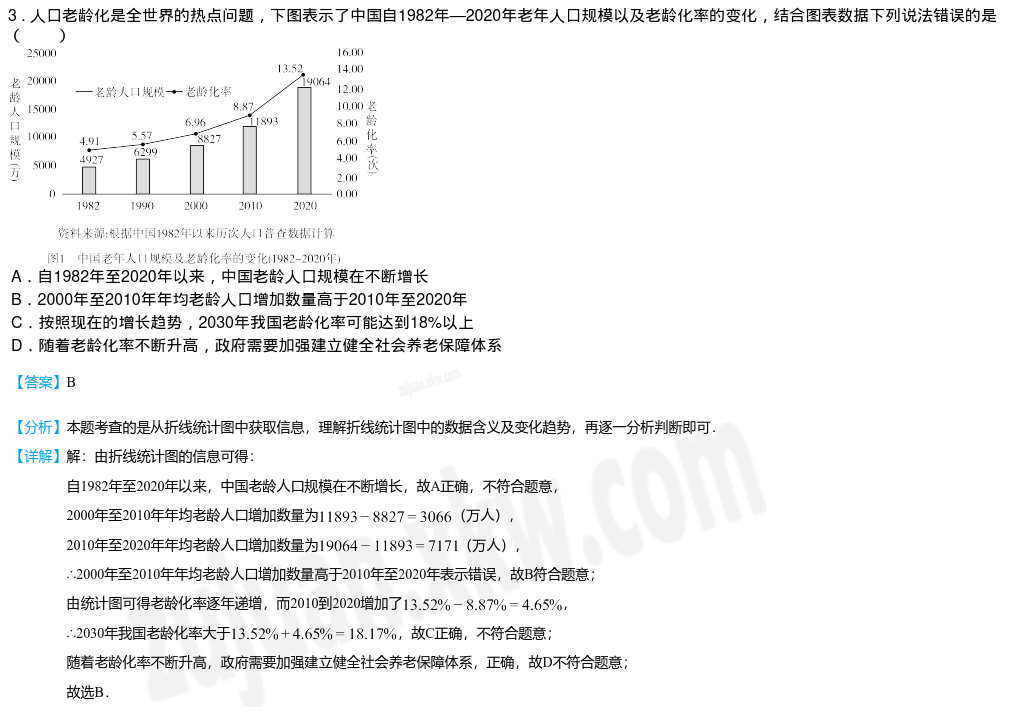 3．人口老龄化是全世界的热点问题，下图表示了中国自1982年—2020年老年人口规模以及老龄化率的变化，结合图表数据下列说法错误的是
（　　）
25000
20000
15000
10000
5000
0
老龄人口规模(万)
老龄人口规模
老龄化率
4.91
5.57
6.96
8.87
13.52
4927
6299
8827
11893
19064
16.00
14.00
12.00
10.00
8.00
6.00
4.00
2.00
0.00
老龄化率(次)
1982 1990 2000 2010 2020
资料来源:根据中国1982年以来历次人口普查数据计算
图1　中国老年人口规模及老龄化率的变化(1982-2020年)
A．自1982年至2020年以来，中国老龄人口规模在不断增长
B．2000年至2010年年均老龄人口增加数量高于2010年至2020年
C．按照现在的增长趋势，2030年我国老龄化率可能达到18%以上
D．随着老龄化率不断升高，政府需要加强建立健全社会养老保障体系
【答案】B
zujuan.xkw.com
【分析】本题考查的是从折线统计图中获取信息，理解折线统计图中的数据含义及变化趋势，再逐一分析判断即可．
【详解】解：由折线统计图的信息可得：
自1982年至2020年以来，中国老龄人口规模在不断增长，故A正确，不符合题意，
2000年至2010年年均老龄人口增加数量为11893－8827＝3066（万人），
2010年至2020年年均老龄人口增加数量为19064－11893＝7171（万人），
∴2000年至2010年年均老龄人口增加数量高于2010年至2020年表示错误，故B符合题意；
由统计图可得老龄化率逐年递增，而2010到2020增加了13.52%－8.87%＝4.65%，
∴2030年我国老龄化率大于13.52%＋4.65%＝18.17%，故C正确，不符合题意；
随着老龄化率不断升高，政府需要加强建立健全社会养老保障体系，正确，故D不符合题意；
故选B．
zujuan.xkw.com